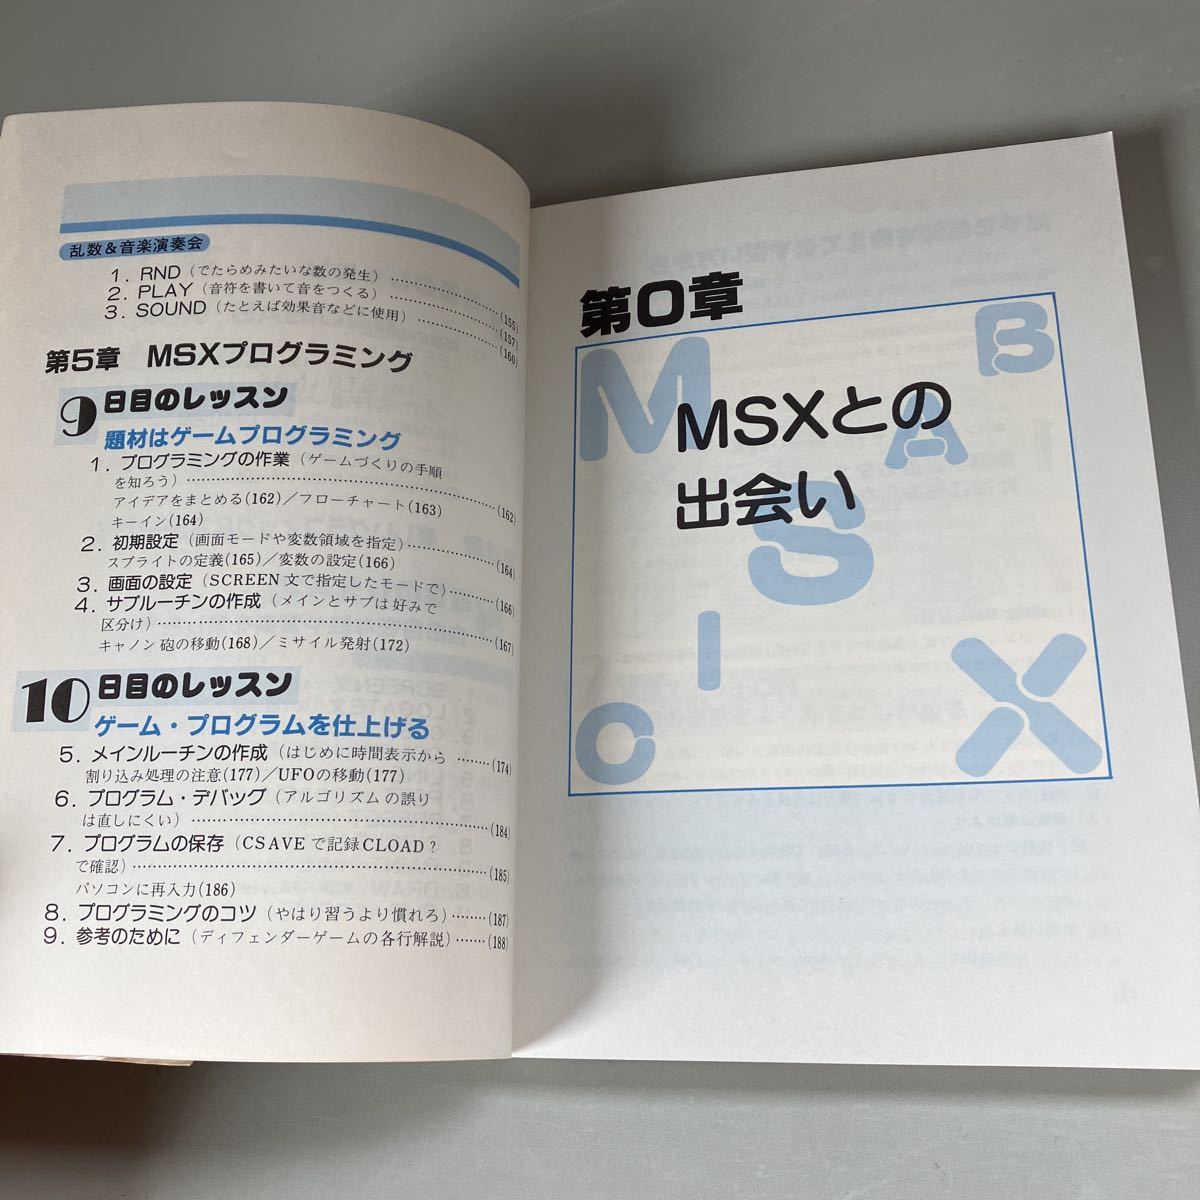 乱数&音楽演奏会
1. RND(でたらめみたいな数の発生)…………(155)
2. PLAY(音符を書いて音をつくる)…………(157)
3. SOUND(たとえば効果音などに使用)…………(160)
第5章 MSXプログラミング
9日目のレッスン
題材はゲームプログラミング
1. プログラミングの作業(ゲームづくりの手順
を知ろう)…………(162)
アイデアをまとめる(162)/フローチャート(163)
キーイン(164)
2. 初期設定(画面モードや変数領域を指定)…………(164)
スプライトの定義(165)/変数の設定(166)
3. 画面の設定(SCREEN文で指定したモードで)…………(166)
4. サブルーチンの作成(メインとサブは好みで
区分け)…………(167)
キャノン砲の移動(168)/ミサイル発射(172)
10日目のレッスン
ゲーム・プログラムを仕上げる
5. メインルーチンの作成(はじめに時間表示から…………(174)
割り込み処理の注意(177)/UFOの移動(177)
6. プログラム・デバッグ(アルゴリズムの誤り
は直しにくい)…………(184)
7. プログラムの保存(CSAVEで記録CLOAD?
で確認)…………(185)
パソコンに再入力(186)
8. プログラミングのコツ(やはり習うより慣れろ)………(187)
9. 参考のために(ディフェンダーゲームの各行解説)……(188)
第0章
MSXとの
出会い
M
B
A
S
I
C
X